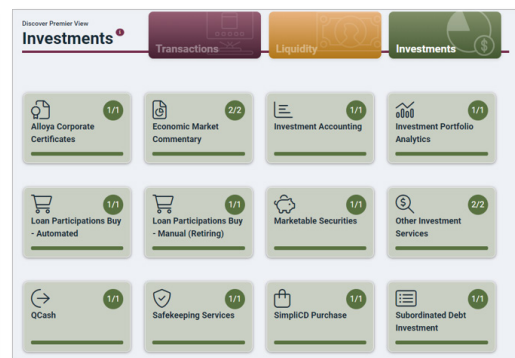 Discover Premier View
Investments
Transactions
Liquidity
Investments
1/1
Alloya Corporate
Certificates
2/2
Economic Market
Commentary
1/1
Investment Accounting
1/1
Investment Portfolio
Analytics
1/1
Loan Participations Buy
- Automated
1/1
Loan Participations Buy
- Manual (Retiring)
1/1
Marketable Securities
2/2
Other Investment
Services
1/1
QCash
1/1
Safekeeping Services
1/1
SimpliCD Purchase
1/1
Subordinated Debt
Investment